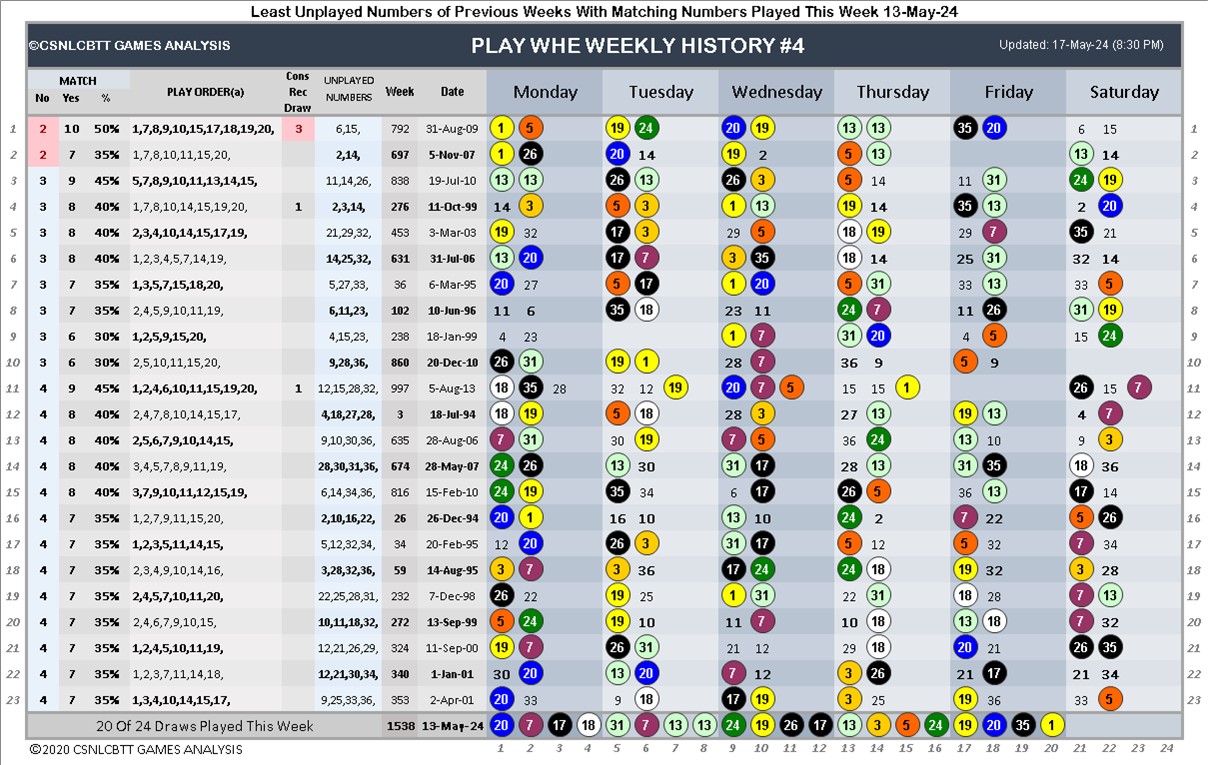 Least Unplayed Numbers of Previous Weeks With Matching Numbers Played This Week 13-May-24
©CSNLCBTT GAMES ANALYSIS PLAY WHE WEEKLY HISTORY #4 Updated: 17-May-24 (8:30 PM)
MATCH
No Yes % PLAY ORDER(a) Cons Rec Draw UNPLAYED NUMBERS Week Date Monday Tuesday Wednesday Thursday Friday Saturday
1 2 10 50% 1,7,8,9,10,15,17,18,19,20, 3 6,15, 792 31-Aug-09 1 5 19 24 20 19 13 13 35 20 6 15 1
2 2 7 35% 1,7,8,10,11,15,20, 2,14, 697 5-Nov-07 1 26 20 14 19 2 5 13 13 14 2
3 3 9 45% 5,7,8,9,10,11,13,14,15, 11,14,26, 838 19-Jul-10 13 13 26 13 26 3 5 14 11 31 24 19 3
4 3 8 40% 1,7,8,10,14,15,19,20, 1 2,3,14, 276 11-Oct-99 14 3 5 3 1 13 19 14 35 13 2 20 4
5 3 8 40% 2,3,4,10,14,15,17,19, 21,29,32, 453 3-Mar-03 19 32 17 3 29 5 18 19 29 7 35 21 5
6 3 8 40% 1,2,3,4,5,7,14,19, 14,25,32, 631 31-Jul-06 13 20 17 7 3 35 18 14 25 31 32 14 6
7 3 7 35% 1,3,5,7,15,18,20, 5,27,33, 36 6-Mar-95 20 27 5 17 1 20 5 31 33 13 33 5 7
8 3 7 35% 2,4,5,9,10,11,19, 6,11,23, 102 10-Jun-96 11 6 35 18 23 11 24 7 11 26 31 19 8
9 3 6 30% 1,2,5,9,15,20, 4,15,23, 238 18-Jan-99 4 23 1 7 31 20 4 5 15 24 9
10 3 6 30% 2,5,10,11,15,20, 9,28,36, 860 20-Dec-10 26 31 19 1 28 7 36 9 5 9 10
11 4 9 45% 1,2,4,6,10,11,15,19,20, 1 12,15,28,32, 997 5-Aug-13 18 35 28 32 12 19 20 7 5 15 15 1 26 15 7 11
12 4 8 40% 2,4,7,8,10,14,15,17, 4,18,27,28, 3 18-Jul-94 18 19 5 18 28 3 27 13 19 13 4 7 12
13 4 8 40% 2,5,6,7,9,10,14,15, 9,10,30,36, 635 28-Aug-06 7 31 30 19 7 5 36 24 13 10 9 3 13
14 4 8 40% 3,4,5,7,8,9,11,19, 28,30,31,36, 674 28-May-07 24 26 13 30 31 17 28 13 31 35 18 36 14
15 4 8 40% 3,7,9,10,11,12,15,19, 6,14,34,36, 816 15-Feb-10 24 19 35 34 6 17 26 5 36 13 17 14 15
16 4 7 35% 1,2,7,9,11,15,20, 2,10,16,22, 26 26-Dec-94 20 1 16 10 13 10 24 2 7 22 5 26 16
17 4 7 35% 1,2,3,5,11,14,15, 5,12,32,34, 34 20-Feb-95 12 20 26 3 31 17 5 12 5 32 7 34 17
18 4 7 35% 2,3,4,9,10,14,16, 3,28,32,36, 59 14-Aug-95 3 7 3 36 17 24 24 18 19 32 3 28 18
19 4 7 35% 2,4,5,7,10,11,20, 22,25,28,31, 232 7-Dec-98 26 22 19 25 1 31 22 31 18 28 7 13 19
20 4 7 35% 2,4,6,7,9,10,15, 10,11,18,32, 272 13-Sep-99 5 24 19 10 11 7 10 18 13 18 7 32 20
21 4 7 35% 1,2,4,5,10,11,19, 12,21,26,29, 324 11-Sep-00 19 7 26 31 21 12 29 18 20 21 26 35 21
22 4 7 35% 1,2,3,7,11,14,18, 12,21,30,34, 340 1-Jan-01 30 20 13 20 7 12 3 26 21 17 21 34 22
23 4 7 35% 1,3,4,10,14,15,17, 9,25,33,36, 353 2-Apr-01 20 33 9 18 17 19 3 25 19 36 33 5 23
20 Of 24 Draws Played This Week 1538 13-May-24 20 7 17 18 31 7 13 13 24 19 26 17 13 3 5 24 19 20 35 1
©2020 CSNLCBTT GAMES ANALYSIS 1 2 3 4 5 6 7 8 9 10 11 12 13 14 15 16 17 18 19 20 21 22 23 24